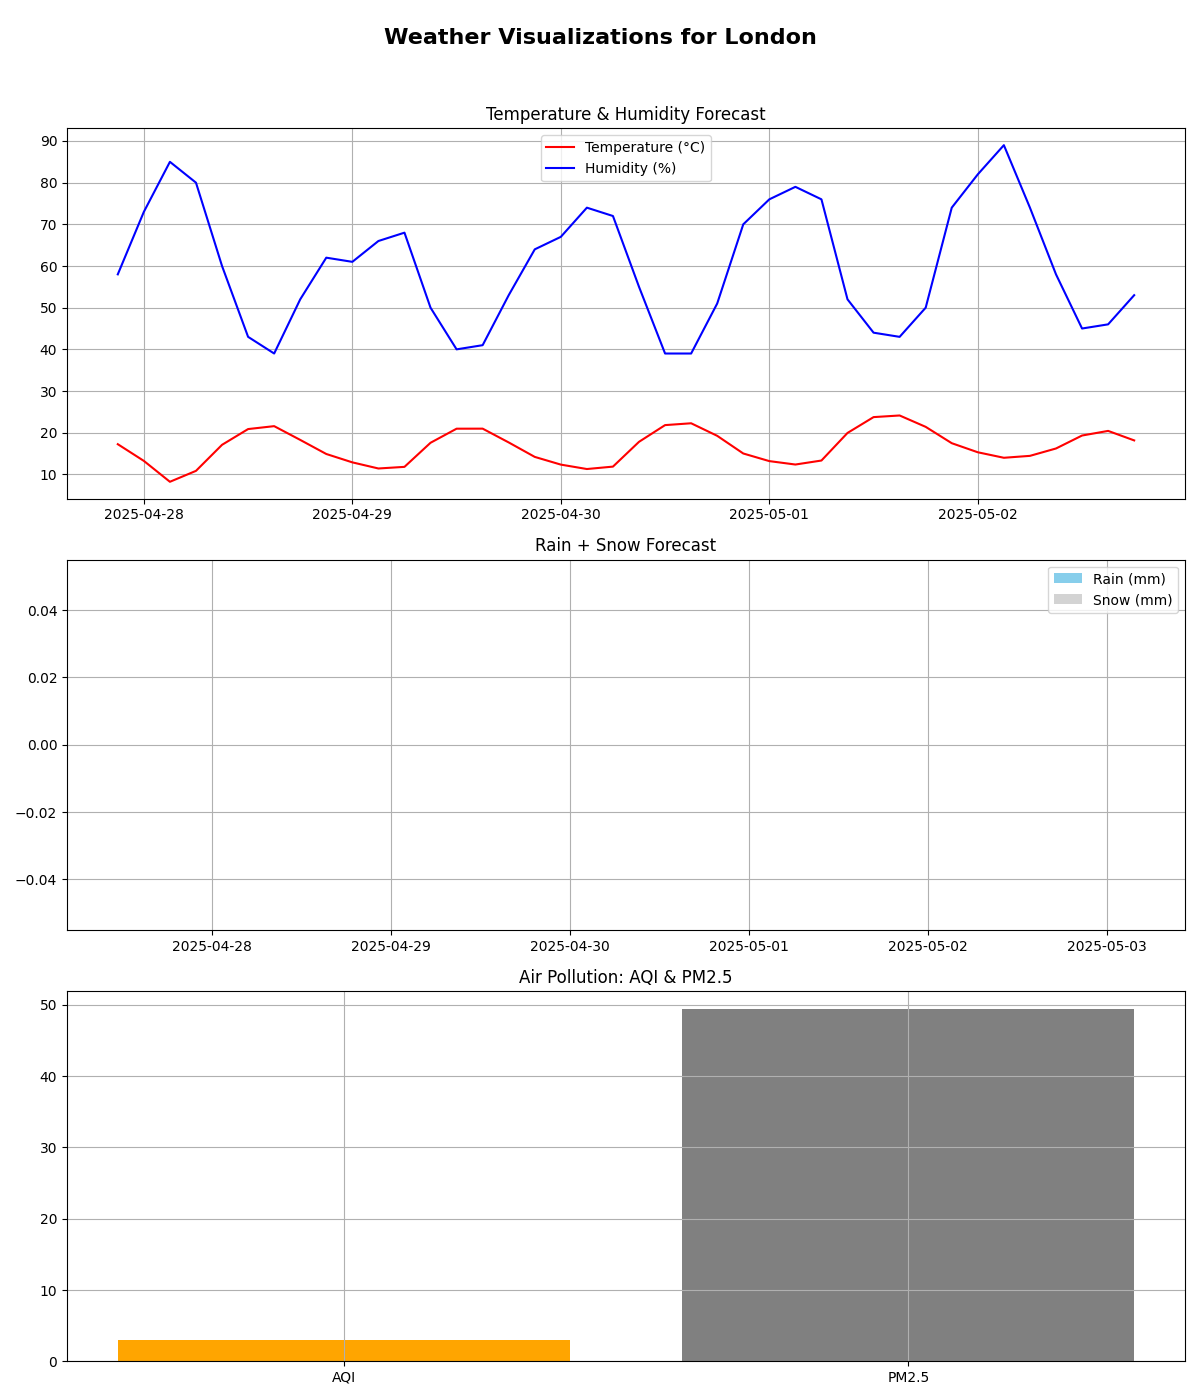 Weather Visualizations for London
Temperature & Humidity Forecast
Temperature (°C)
Humidity (%)
90
80
70
60
50
40
30
20
10
2025-04-28 2025-04-29 2025-04-30 2025-05-01 2025-05-02
Rain + Snow Forecast
Rain (mm)
Snow (mm)
0.04
0.02
0.00
−0.02
−0.04
2025-04-28 2025-04-29 2025-04-30 2025-05-01 2025-05-02 2025-05-03
Air Pollution: AQI & PM2.5
50
40
30
20
10
0
AQI PM2.5